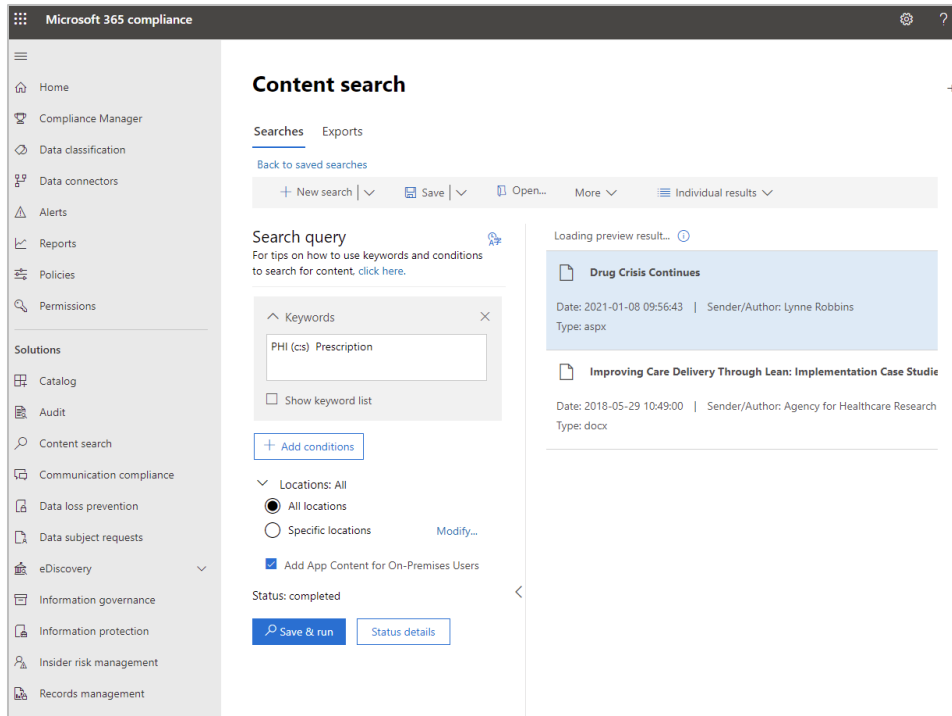 Microsoft 365 compliance
?
Home
Compliance Manager
Data classification
Data connectors
Alerts
Reports
Policies
Permissions
Solutions
Catalog
Audit
Content search
Communication compliance
Data loss prevention
Data subject requests
eDiscovery
Information governance
Information protection
Insider risk management
Records management
Content search
Searches Exports
Back to saved searches
+ New search | Save | Open... More Individual results
Search query
For tips on how to use keywords and conditions
to search for content, click here.
Keywords
PHI (c:s) Prescription
Show keyword list
+ Add conditions
Locations: All
All locations
Specific locations Modify...
Add App Content for On-Premises Users
Status: completed
Save & run Status details
Loading preview result...
Drug Crisis Continues
Date: 2021-01-08 09:56:43 | Sender/Author: Lynne Robbins
Type: aspx
Improving Care Delivery Through Lean: Implementation Case Studie
Date: 2018-05-29 10:49:00 | Sender/Author: Agency for Healthcare Research
Type: docx